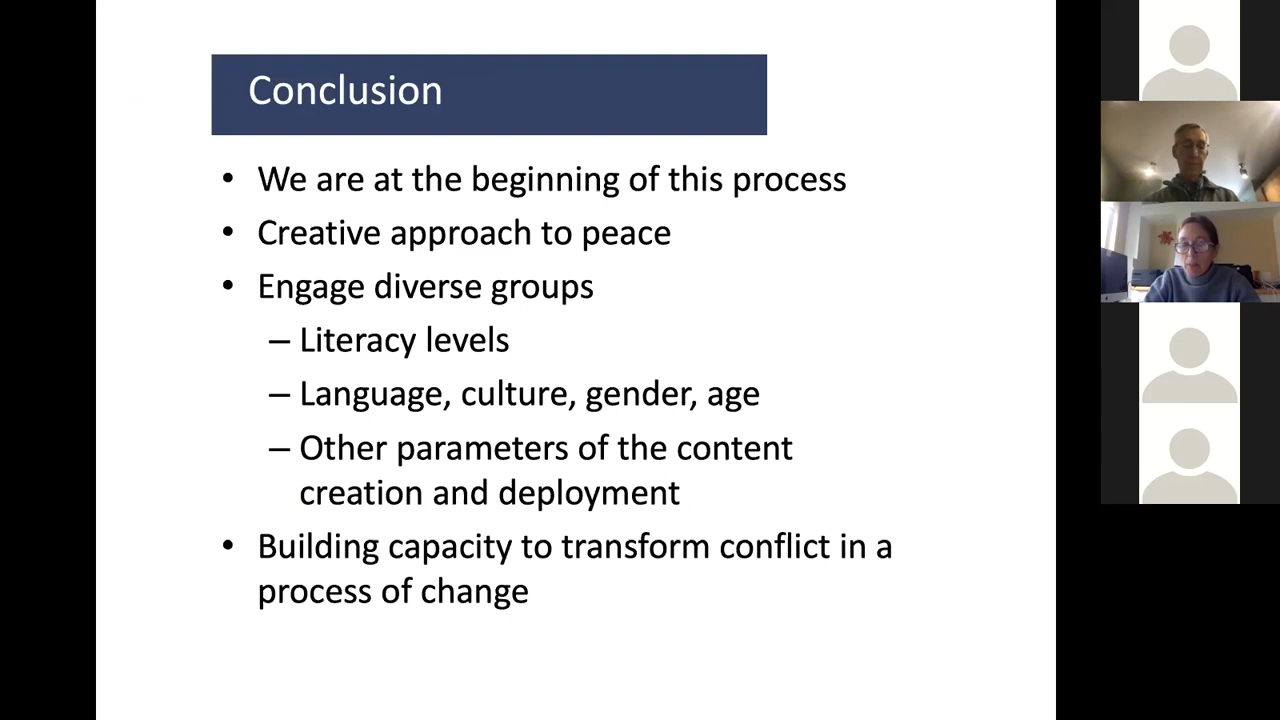 Conclusion
• We are at the beginning of this process
• Creative approach to peace
• Engage diverse groups
– Literacy levels
– Language, culture, gender, age
– Other parameters of the content
creation and deployment
• Building capacity to transform conflict in a
process of change